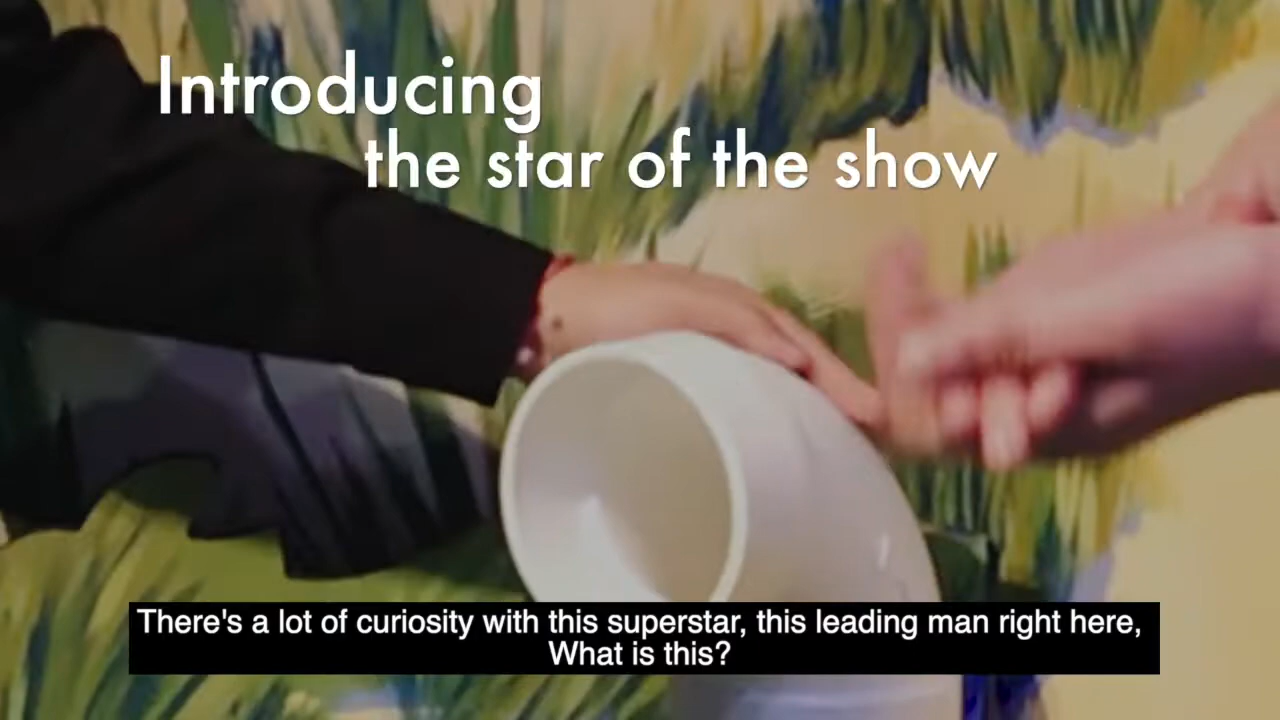 Introducing
the star of the show
There's a lot of curiosity with this superstar, this leading man right here,
What is this?